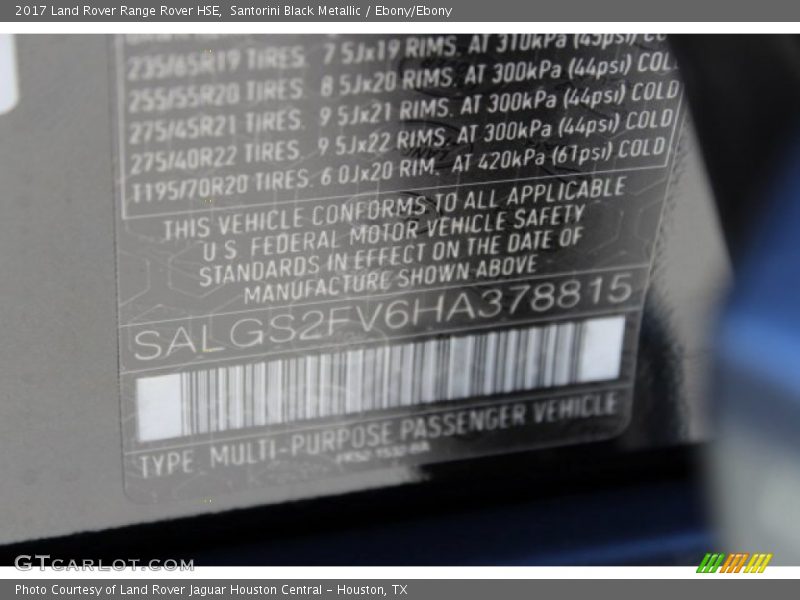 2017 Land Rover Range Rover HSE, Santorini Black Metallic / Ebony/Ebony
235/65R19 TIRES. 7 5Jx19 RIMS. AT 310kPa (45psi)
255/55R20 TIRES. 8 5Jx20 RIMS. AT 300kPa (44psi) COL
275/45R21 TIRES. 9 5Jx21 RIMS. AT 300kPa (44psi) COLD
275/40R22 TIRES. 9 5Jx22 RIMS. AT 300kPa (44psi) COLD
T195/70R20 TIRES. 6 0Jx20 RIM. AT 420kPa (61psi) COLD
THIS VEHICLE CONFORMS TO ALL APPLICABLE
U.S. FEDERAL MOTOR VEHICLE SAFETY
STANDARDS IN EFFECT ON THE DATE OF
MANUFACTURE SHOWN ABOVE
SALGS2FV6HA378815
TYPE MULTI-PURPOSE PASSENGER VEHICLE
GTCARLOT.COM
Photo Courtesy of Land Rover Jaguar Houston Central - Houston, TX